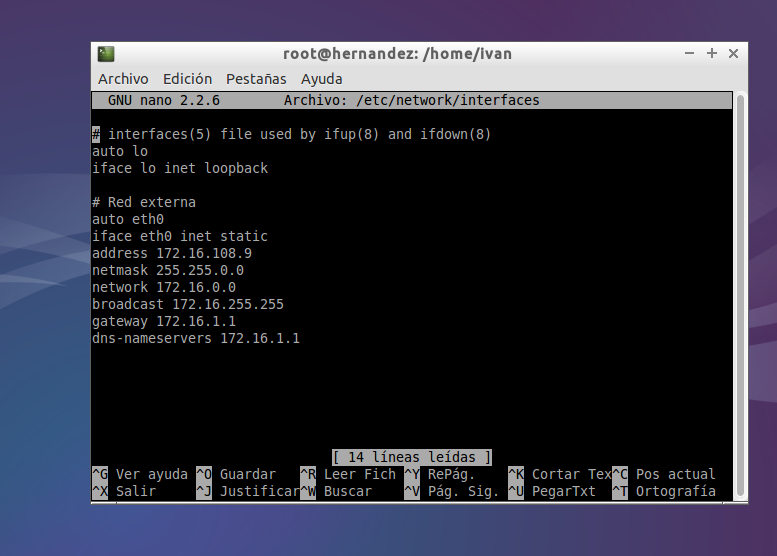 root@hernandez: /home/ivan
Archivo Edición Pestañas Ayuda
GNU nano 2.2.6 Archivo: /etc/network/interfaces
# interfaces(5) file used by ifup(8) and ifdown(8)
auto lo
iface lo inet loopback
# Red externa
auto eth0
iface eth0 inet static
address 172.16.108.9
netmask 255.255.0.0
network 172.16.0.0
broadcast 172.16.255.255
gateway 172.16.1.1
dns-nameservers 172.16.1.1
[ 14 líneas leídas ]
^G Ver ayuda ^O Guardar ^R Leer Fich ^Y RePág. ^K Cortar Tex^C Pos actual
^X Salir ^J Justificar^W Buscar ^V Pág. Sig. ^U PegarTxt ^T Ortografía